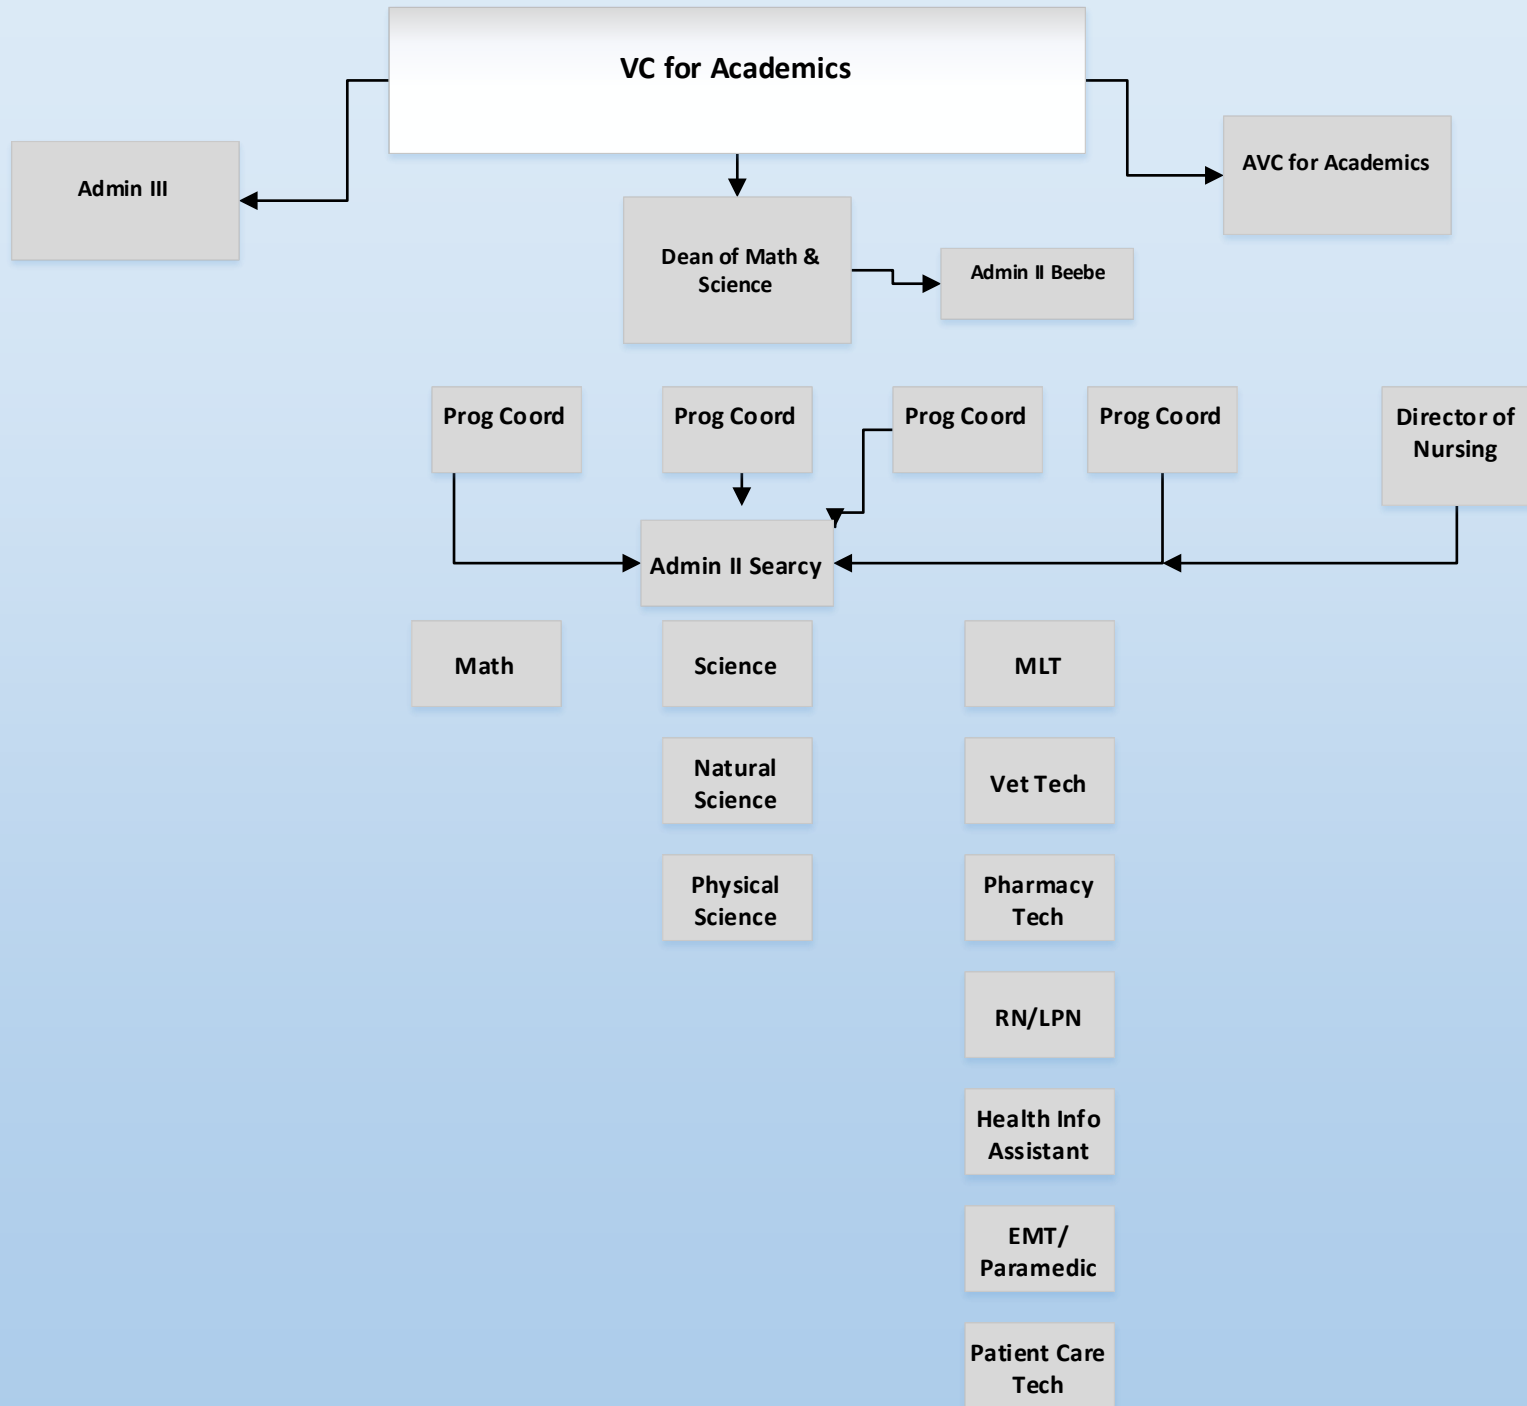 VC for Academics
Admin III
AVC for Academics
Dean of Math &
Science
Admin II Beebe
Prog Coord
Prog Coord
Prog Coord
Prog Coord
Director of
Nursing
Admin II Searcy
Math
Science
MLT
Natural
Science
Vet Tech
Physical
Science
Pharmacy
Tech
RN/LPN
Health Info
Assistant
EMT/
Paramedic
Patient Care
Tech